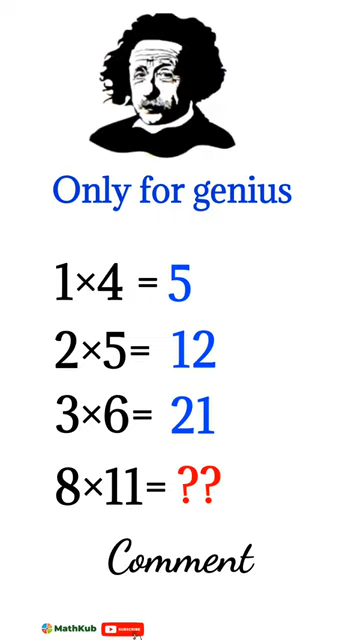 Only for genius
1×4 = 5
2×5= 12
3×6= 21
8×11= ??
Comment
MathKub SUBSCRIBE